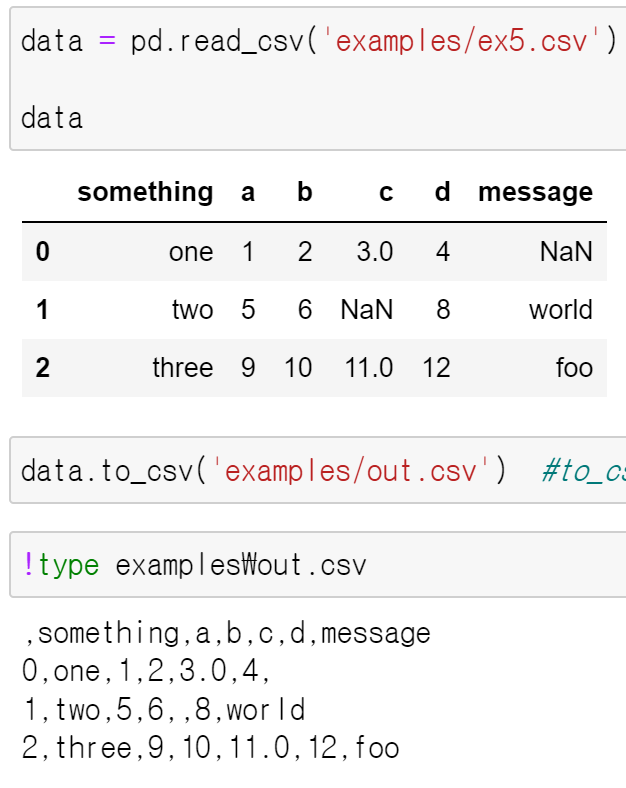 data = pd.read_csv('examples/ex5.csv')
data
something a b c d message
0 one 1 2 3.0 4 NaN
1 two 5 6 NaN 8 world
2 three 9 10 11.0 12 foo
data.to_csv('examples/out.csv') #to_cs
!type examples₩out.csv
,something,a,b,c,d,message
0,one,1,2,3.0,4,
1,two,5,6,,8,world
2,three,9,10,11.0,12,foo